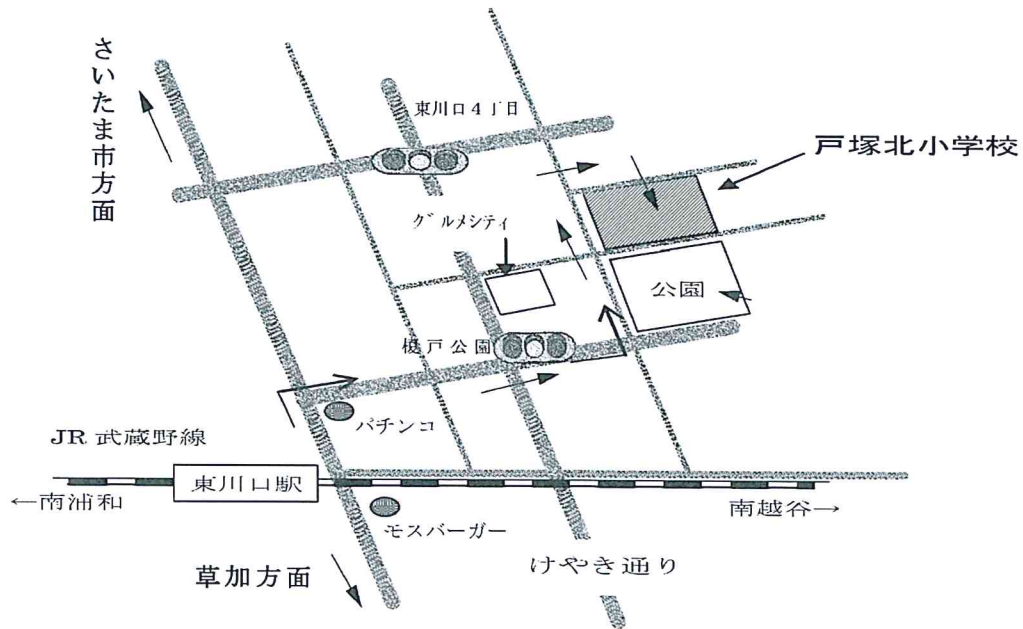 さいたま市方面
東川口4丁目
戸塚北小学校
グルメシティ
公園
榎戸公園
パチンコ
JR 武蔵野線
東川口駅
←南浦和
南越谷→
モスバーガー
けやき通り
草加方面